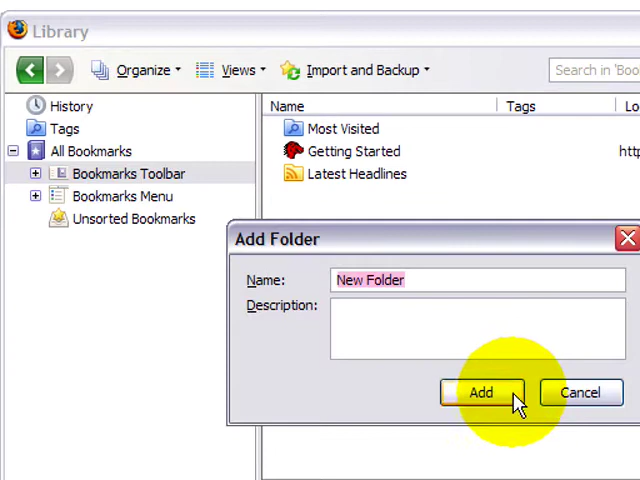 Library
Organize Views Import and Backup Search in 'Boo
History
Tags
All Bookmarks
Bookmarks Toolbar
Bookmarks Menu
Unsorted Bookmarks
Name Tags Lo
Most Visited
Getting Started http
Latest Headlines
Add Folder
Name: New Folder
Description:
Add Cancel